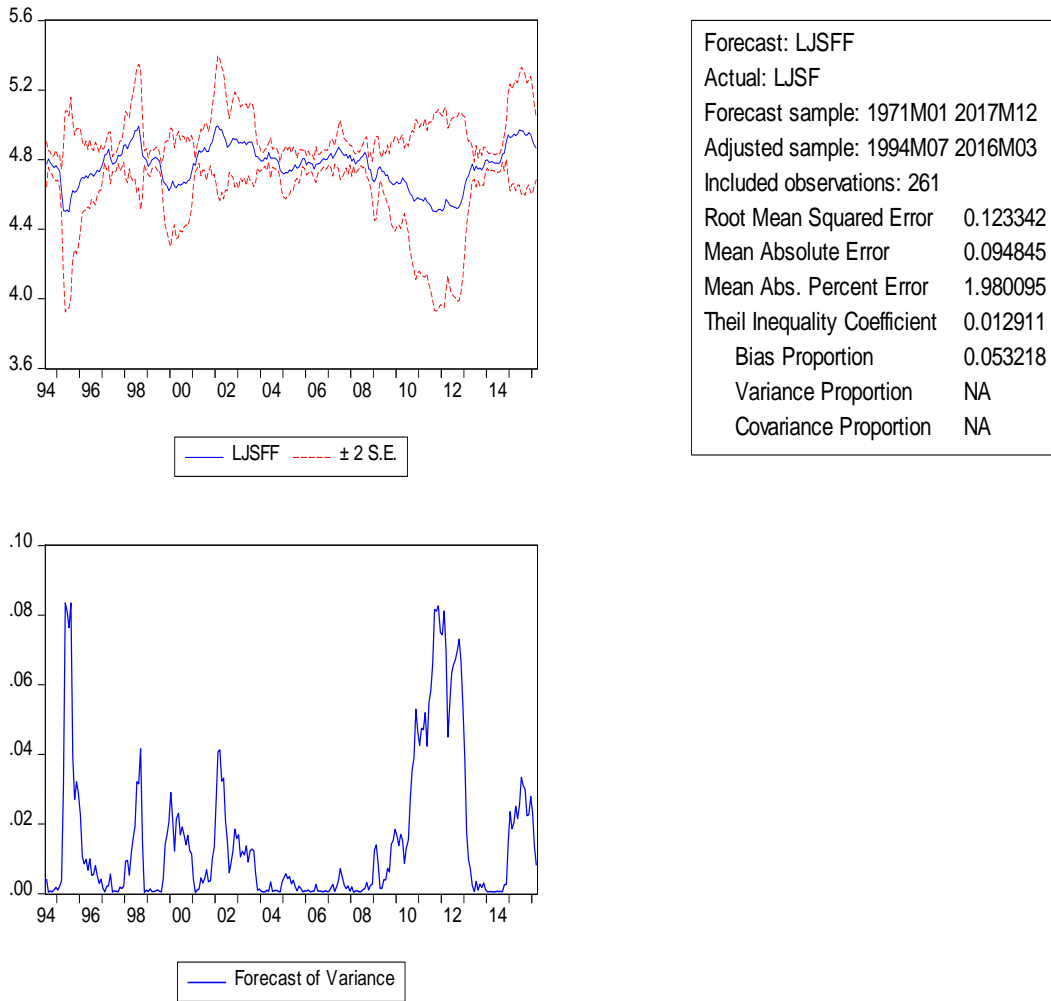 5.6
5.2
4.8
4.4
4.0
3.6
94 96 98 00 02 04 06 08 10 12 14
LJSFF ± 2 S.E.
Forecast: LJSFF
Actual: LJSF
Forecast sample: 1971M01 2017M12
Adjusted sample: 1994M07 2016M03
Included observations: 261
Root Mean Squared Error 0.123342
Mean Absolute Error 0.094845
Mean Abs. Percent Error 1.980095
Theil Inequality Coefficient 0.012911
Bias Proportion 0.053218
Variance Proportion NA
Covariance Proportion NA
.10
.08
.06
.04
.02
.00
94 96 98 00 02 04 06 08 10 12 14
Forecast of Variance